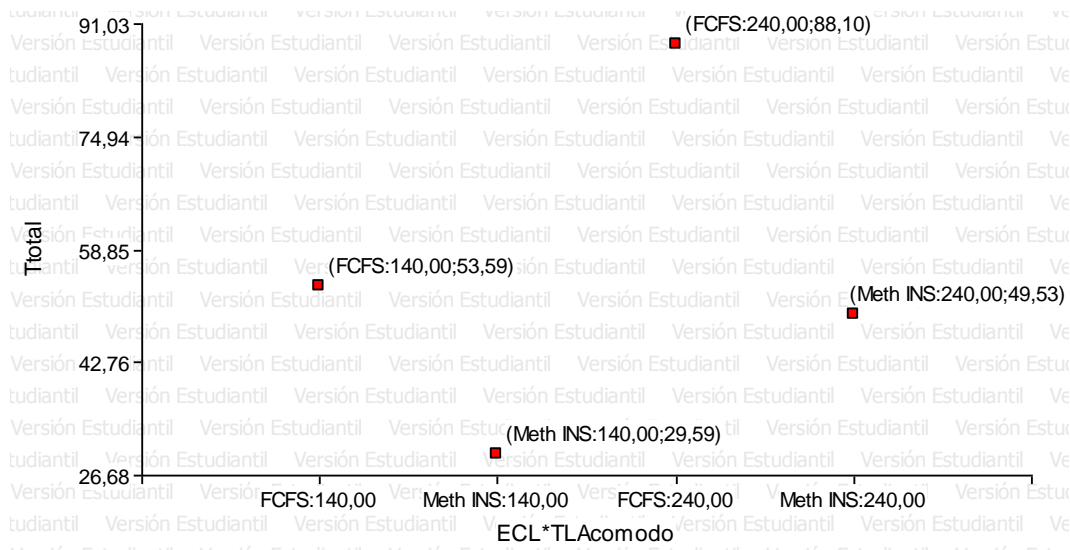 91,03
(FCFS:240,00;88,10)
74,94
Ttotal
58,85
(FCFS:140,00;53,59)
(Meth INS:240,00;49,53)
42,76
(Meth INS:140,00;29,59)
26,68
FCFS:140,00 Meth INS:140,00 FCFS:240,00 Meth INS:240,00
ECL*TLAcomodo
Versión Estudiantil